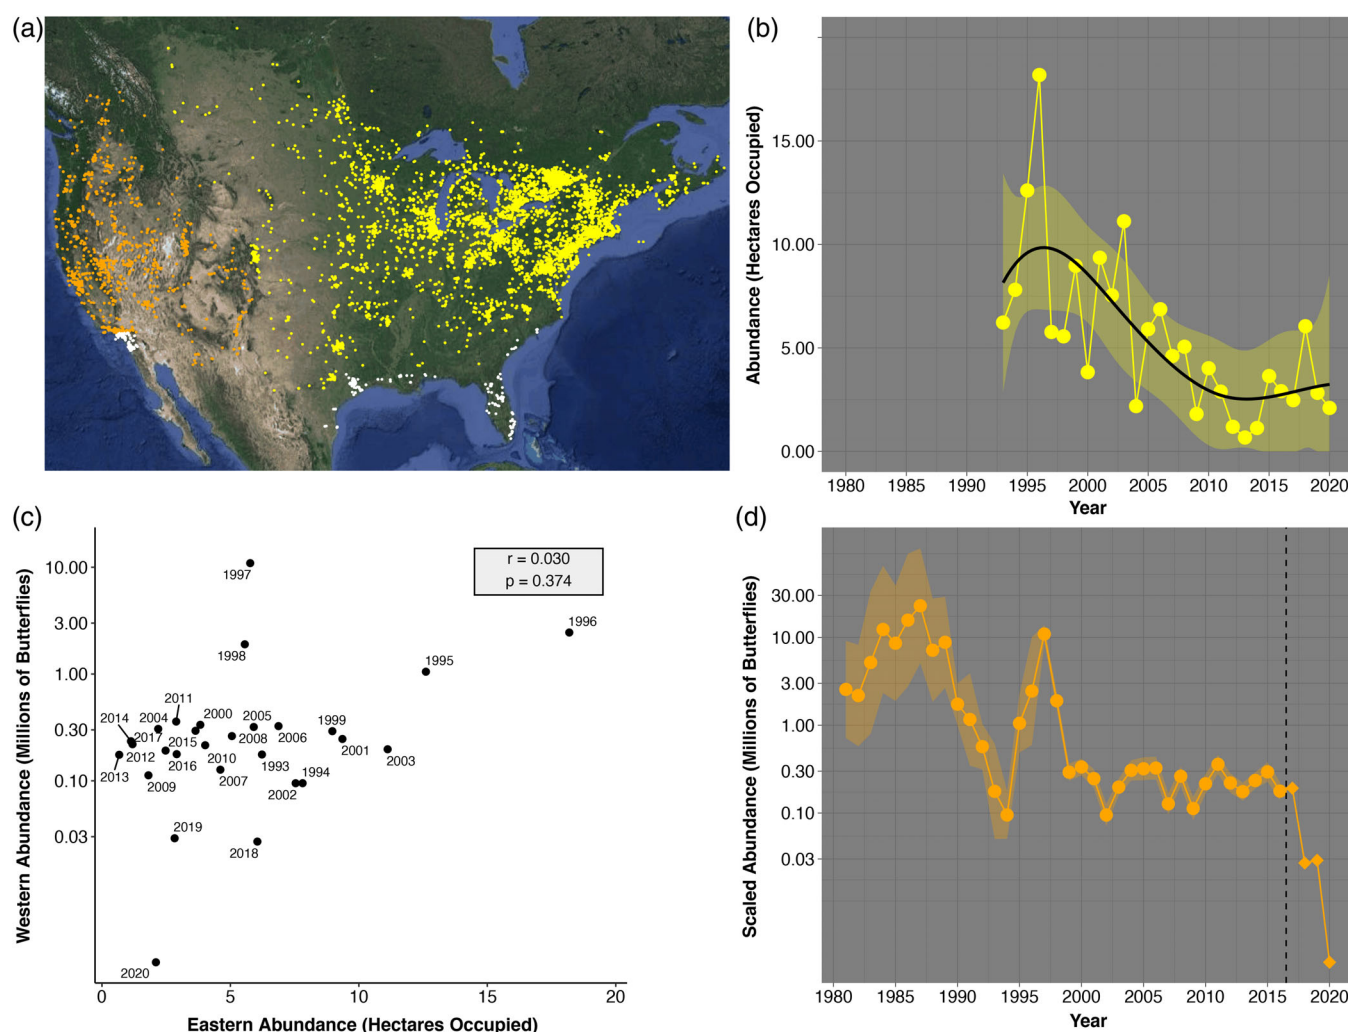 (a)
(b)
Abundance (Hectares Occupied)
15.00
10.00
5.00
0.00
1980 1985 1990 1995 2000 2005 2010 2015 2020
Year
(c)
Western Abundance (Millions of Butterflies)
10.00
3.00
1.00
0.30
0.10
0.03
r = 0.030
p = 0.374
1997
1996
1998
1995
2011
2014 2004 2000 2005 1999
2017 2015 2008 2006 2001
2012 2016 2010 1993 2003
2013 2009 2007 2002 1994
2019
2018
2020
0 5 10 15 20
Eastern Abundance (Hectares Occupied)
(d)
Scaled Abundance (Millions of Butterflies)
30.00
10.00
3.00
1.00
0.30
0.10
0.03
1980 1985 1990 1995 2000 2005 2010 2015 2020
Year